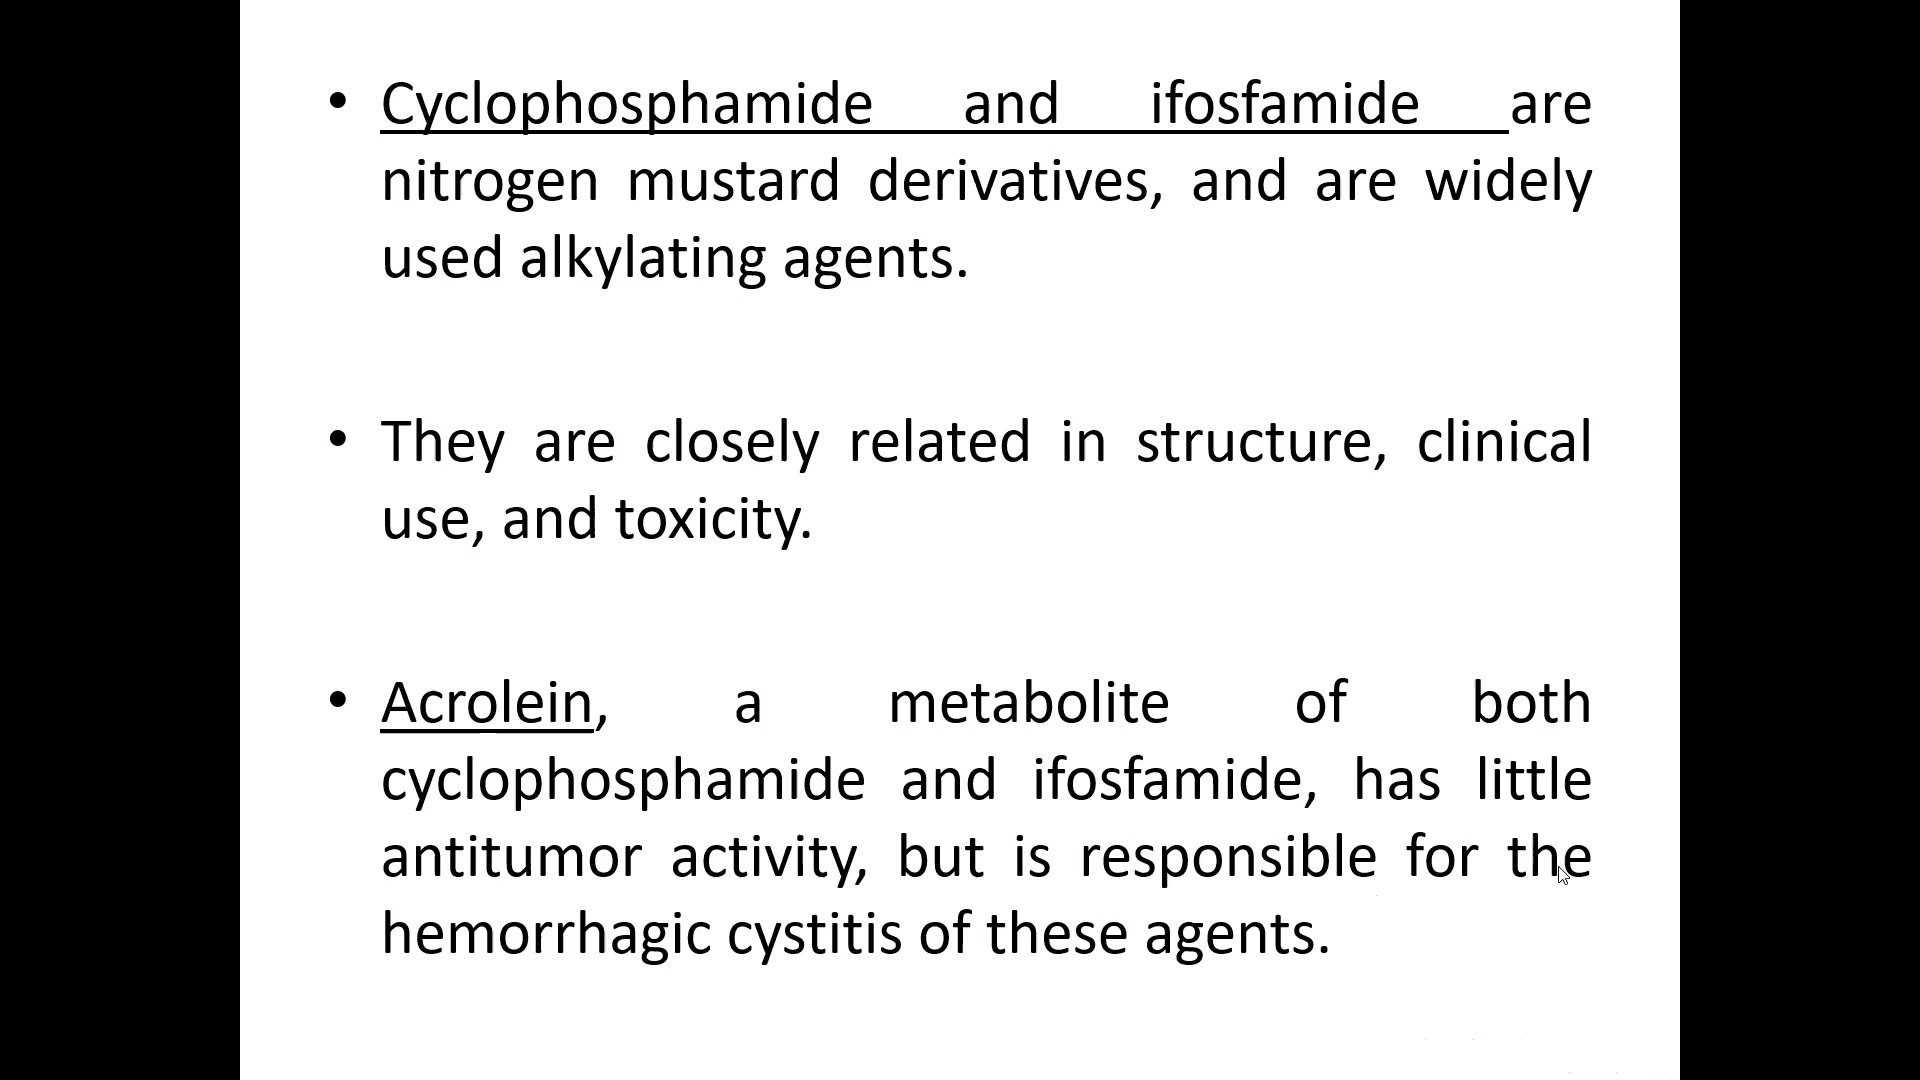 • Cyclophosphamide and ifosfamide are
nitrogen mustard derivatives, and are widely
used alkylating agents.
• They are closely related in structure, clinical
use, and toxicity.
• Acrolein, a metabolite of both
cyclophosphamide and ifosfamide, has little
antitumor activity, but is responsible for the
hemorrhagic cystitis of these agents.